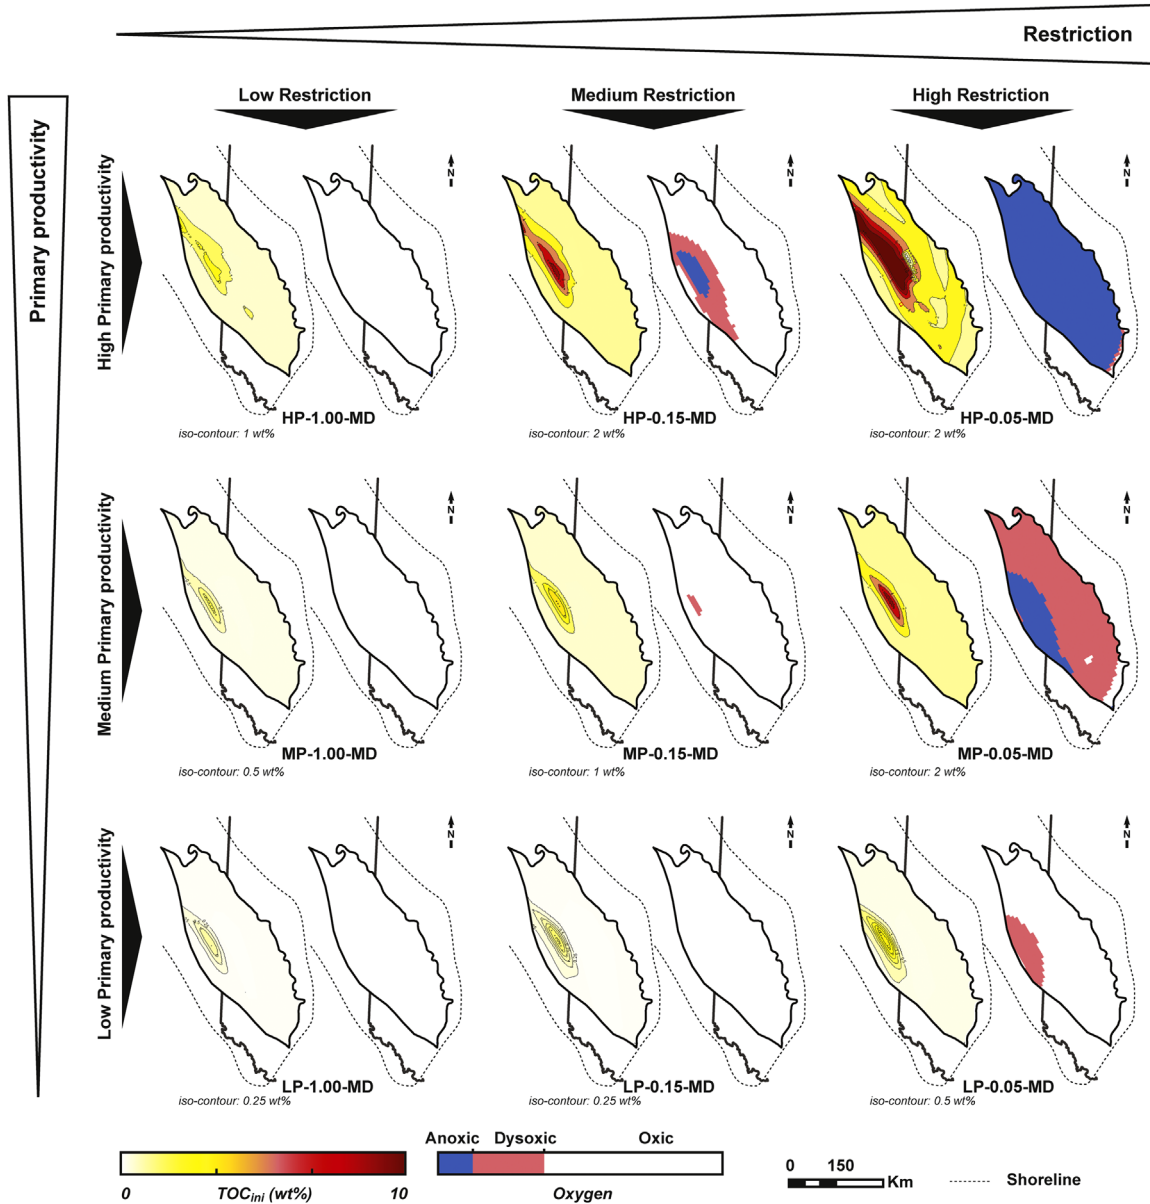 Restriction
Primary productivity
Low Restriction
Medium Restriction
High Restriction
High Primary productivity
N
N
N
HP-1.00-MD
HP-0.15-MD
HP-0.05-MD
iso-contour: 1 wt%
iso-contour: 2 wt%
iso-contour: 2 wt%
Medium Primary productivity
N
N
N
MP-1.00-MD
MP-0.15-MD
MP-0.05-MD
iso-contour: 0.5 wt%
iso-contour: 1 wt%
iso-contour: 2 wt%
Low Primary productivity
N
N
N
LP-1.00-MD
LP-0.15-MD
LP-0.05-MD
iso-contour: 0.25 wt%
iso-contour: 0.25 wt%
iso-contour: 0.5 wt%
Anoxic Dysoxic Oxic
0 TOCini (wt%) 10
Oxygen
0 150
Km
Shoreline